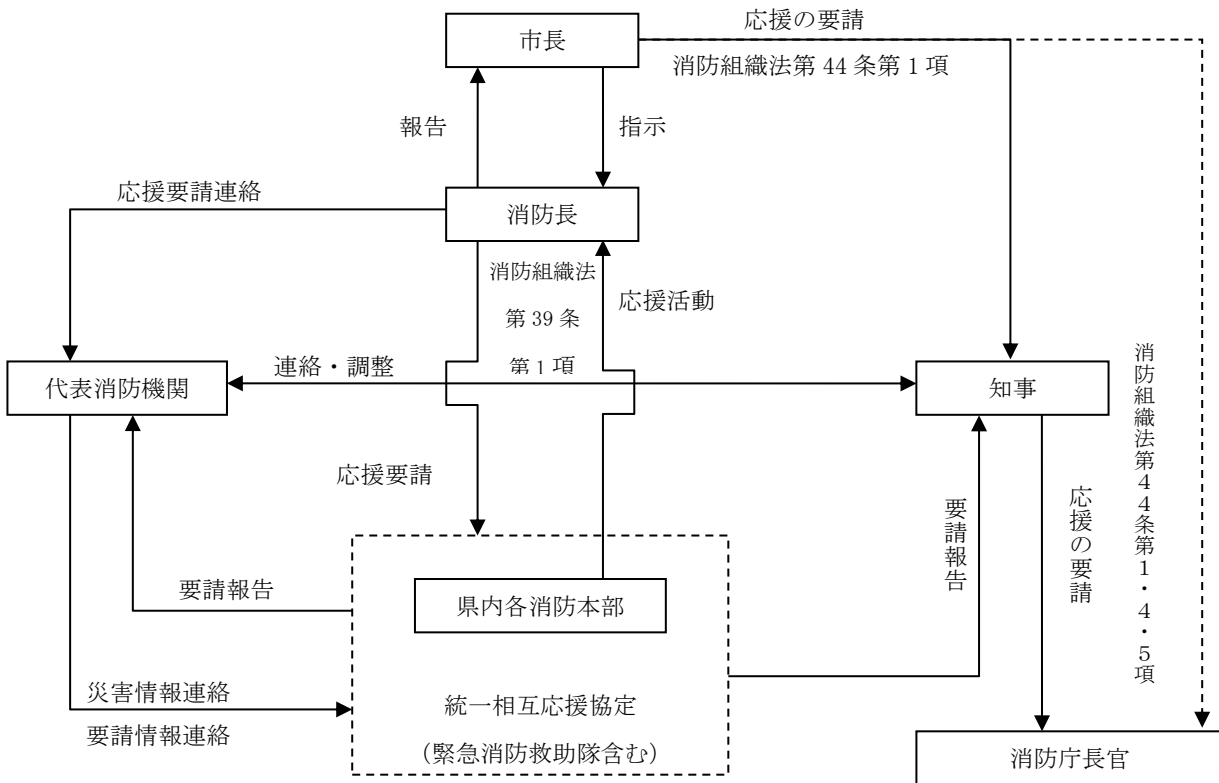 応援の要請
市長
消防組織法第 44 条第 1 項
報告
指示
応援要請連絡
消防長
消防組織法
第 39 条
第 1 項
応援活動
代表消防機関
連絡・調整
知事
消防組織法第４４条第１・４・５項
応援要請
要請報告
応援の要請
要請報告
県内各消防本部
災害情報連絡
要請情報連絡
統一相互応援協定
（緊急消防救助隊含む）
消防庁長官